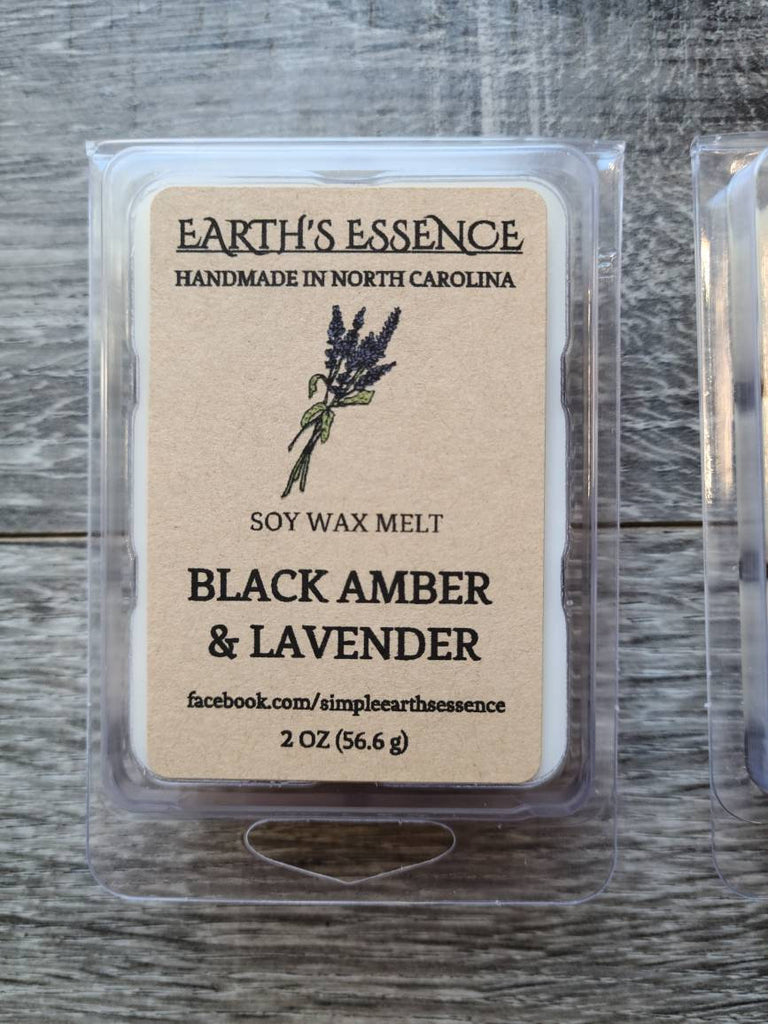 EARTH'S ESSENCE
HANDMADE IN NORTH CAROLINA
SOY WAX MELT
BLACK AMBER
& LAVENDER
facebook.com/simpleearthsessence
2 OZ (56.6 g)